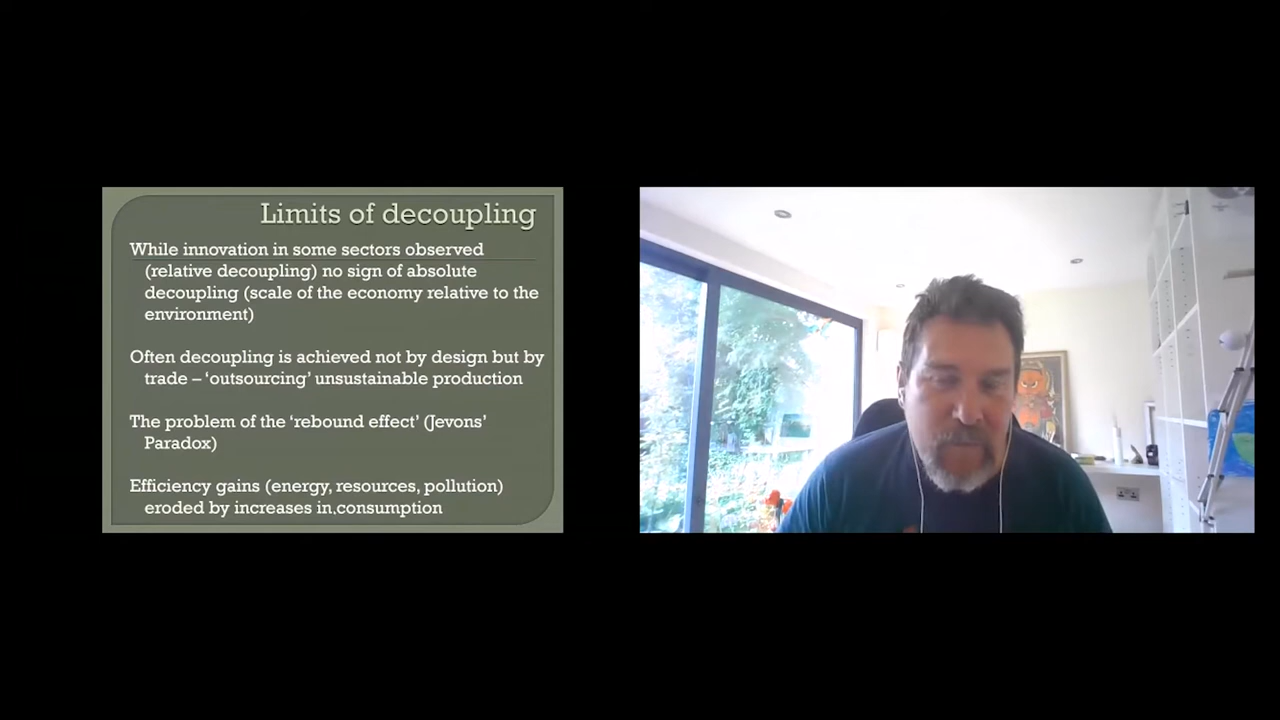 Limits of decoupling
While innovation in some sectors observed
(relative decoupling) no sign of absolute
decoupling (scale of the economy relative to the
environment)
Often decoupling is achieved not by design but by
trade – ‘outsourcing’ unsustainable production
The problem of the ‘rebound effect’ (Jevons’
Paradox)
Efficiency gains (energy, resources, pollution)
eroded by increases in.consumption